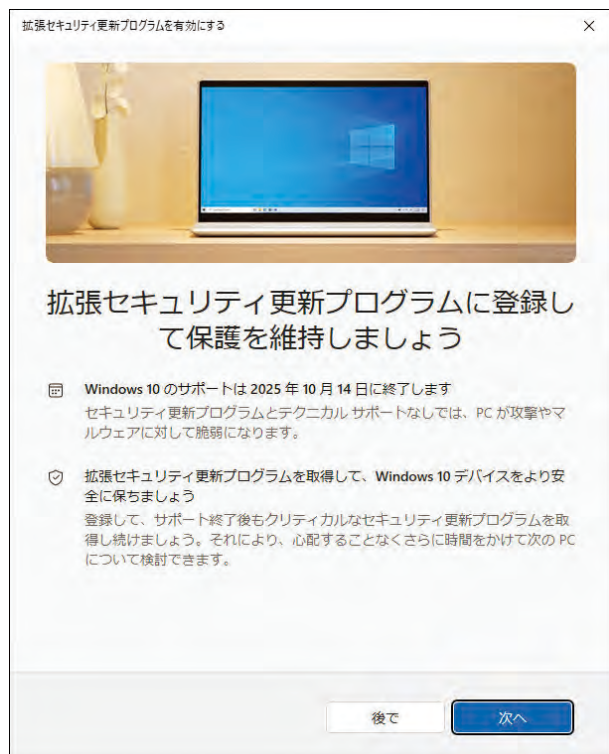 拡張セキュリティ更新プログラムを有効にする
拡張セキュリティ更新プログラムに登録し
て保護を維持しましょう
Windows 10 のサポートは 2025 年 10 月 14 日に終了します
セキュリティ更新プログラムとテクニカル サポートなしでは、PC が攻撃やマ
ルウェアに対して脆弱になります。
拡張セキュリティ更新プログラムを取得して、Windows 10 デバイスをより安
全に保ちましょう
登録して、サポート終了後もクリティカルなセキュリティ更新プログラムを取
得し続けましょう。それにより、心配することなくさらに時間をかけて次の PC
について検討できます。
後で
次へ